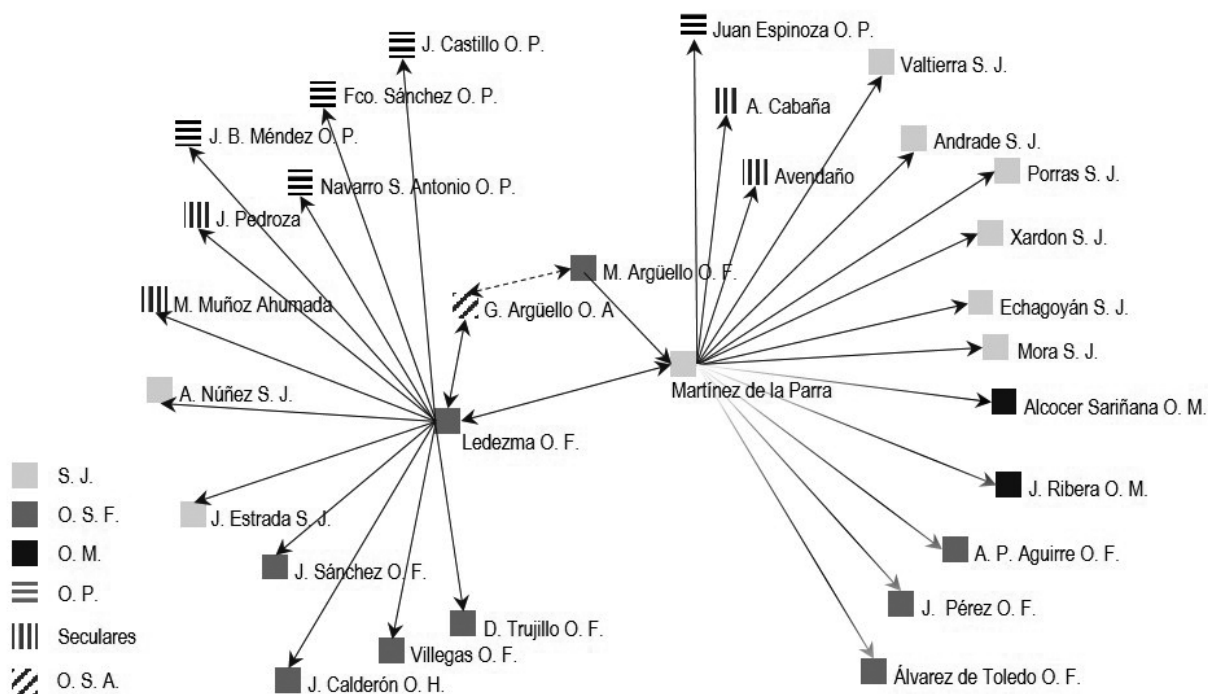 Juan Espinoza O. P.
J. Castillo O. P.
Valtierra S. J.
Fco. Sánchez O. P.
A. Cabaña
J. B. Méndez O. P.
Andrade S. J.
Porras S. J.
Navarro S. Antonio O. P.
Avendaño
J. Pedroza
Xardon S. J.
M. Argüello O. F.
M. Muñoz Ahumada
G. Argüello O. A
Echagoyán S. J.
Mora S. J.
Martínez de la Parra
A. Núñez S. J.
Alcocer Sariñana O. M.
Ledezma O. F.
S. J.
J. Ribera O. M.
O. S. F.
J. Estrada S. J.
O. M.
A. P. Aguirre O. F.
J. Sánchez O. F.
O. P.
J. Pérez O. F.
D. Trujillo O. F.
Seculares
Villegas O. F.
Álvarez de Toledo O. F.
O. S. A.
J. Calderón O. H.